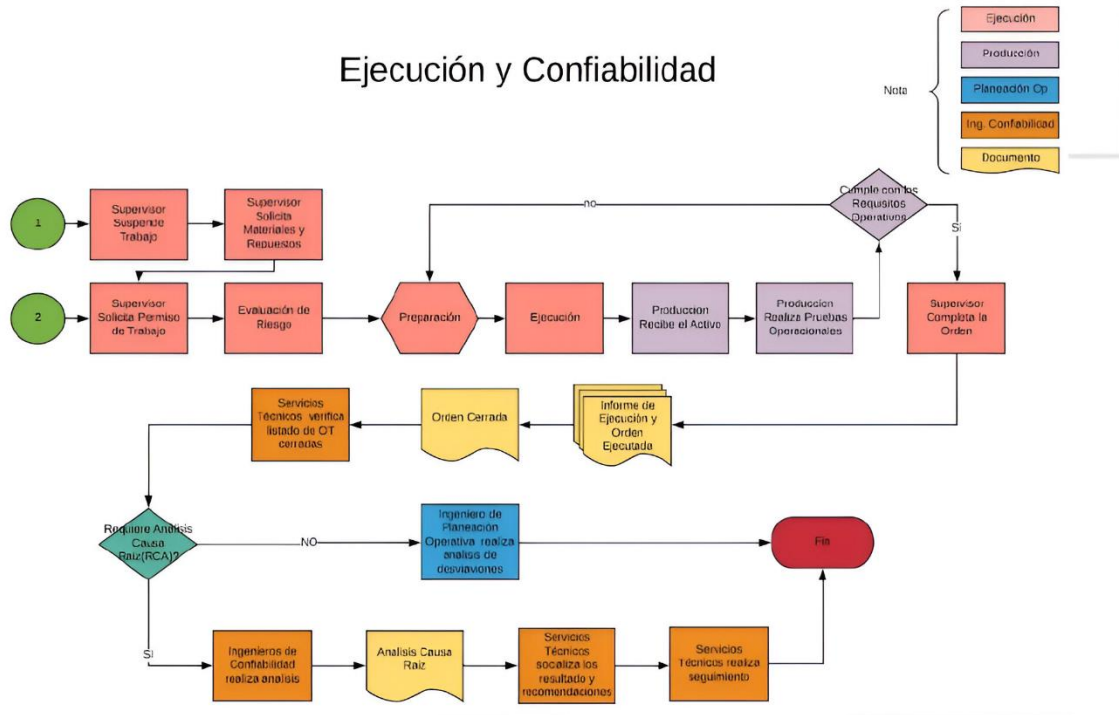 Ejecución y Confiabilidad
Nota
Ejecución
Producción
Planeación Op
Ing. Confiabilidad
Documento
1
Supervisor
Suspende
Trabajo
Supervisor
Solicita
Materiales y
Repuestos
Cumple con los
Requisitos
Operativos
no
Sí
2
Supervisor
Solicita Permiso
de Trabajo
Evaluación de
Riesgo
Preparación
Ejecución
Produccion
Recibe el Activo
Produccion
Realiza Pruebas
Operacionales
Supervisor
Completa la
Orden
Servicios
Técnicos verifica
listado de OT
cerradas
Orden Cerrada
Informe de
Ejecución y
Orden
Ejecutada
Requiere Análisis
Causa
Raíz(RCA)?
NO
Ingeniero de
Planeación
Operativa realiza
analisis de
desviaciones
Fin
Sí
Ingenieros de
Confiabilidad
realiza analisis
Analisis Causa
Raiz
Servicios
Técnicos
socializa los
resultado y
recomendaciones
Servicios
Técnicos realiza
seguimiento